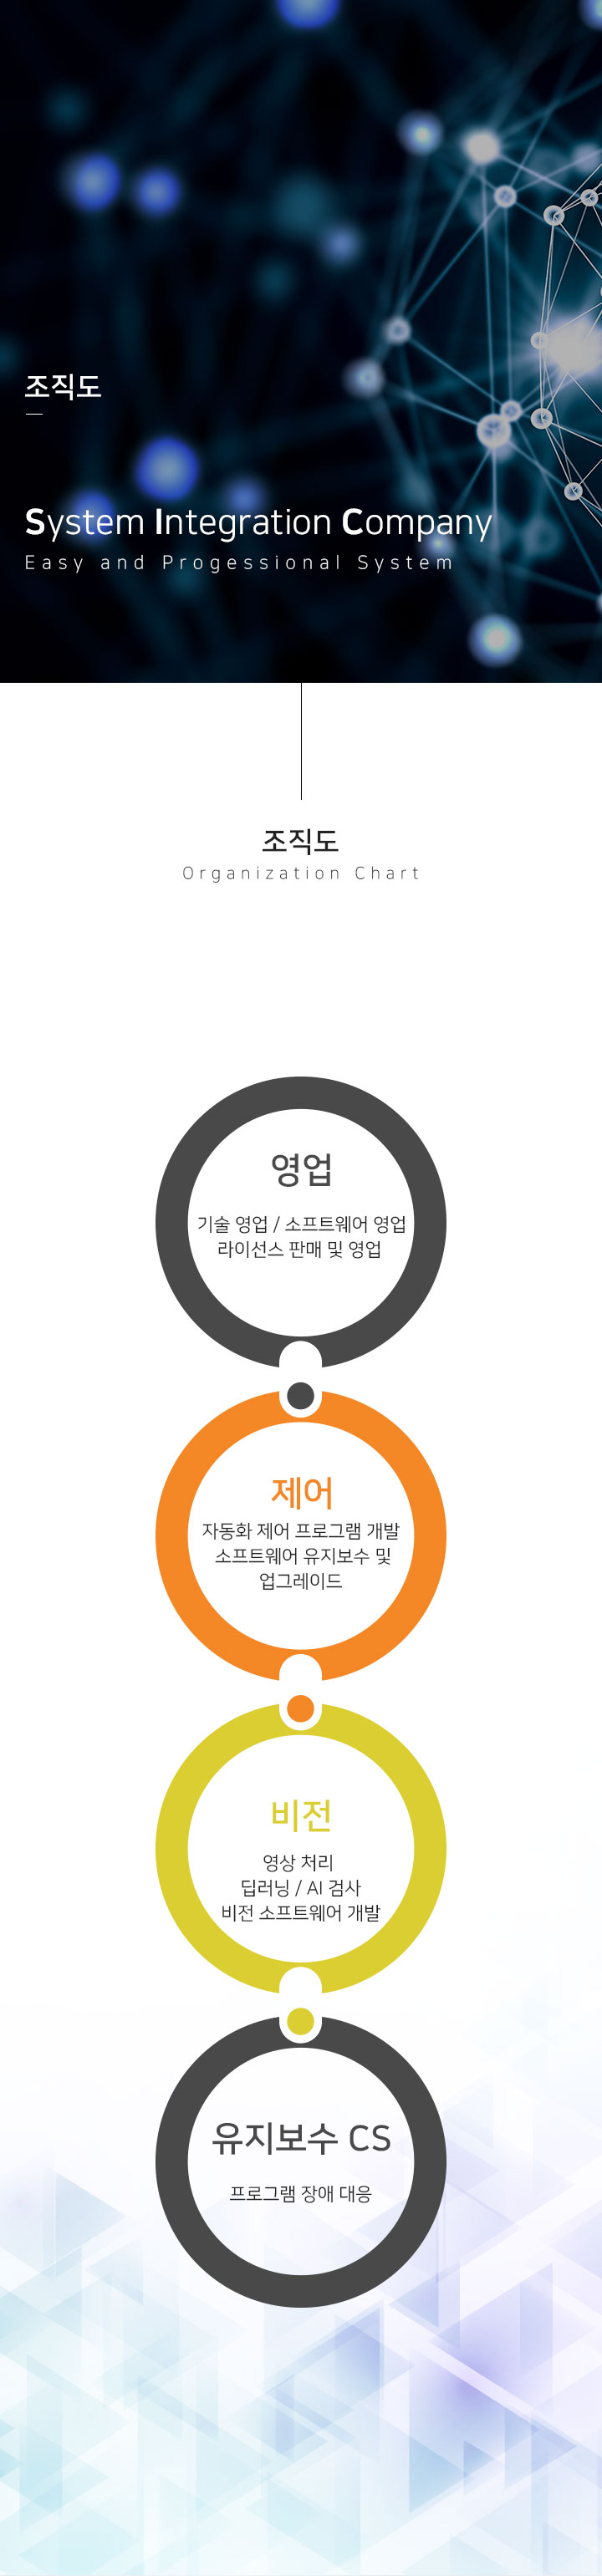 조직도
System Integration Company
Easy and Progessional System
조직도
Organization Chart
영업
기술 영업 / 소프트웨어 영업
라이선스 판매 및 영업
제어
자동화 제어 프로그램 개발
소프트웨어 유지보수 및
업그레이드
비전
영상 처리
딥러닝 / AI 검사
비전 소프트웨어 개발
유지보수 CS
프로그램 장애 대응